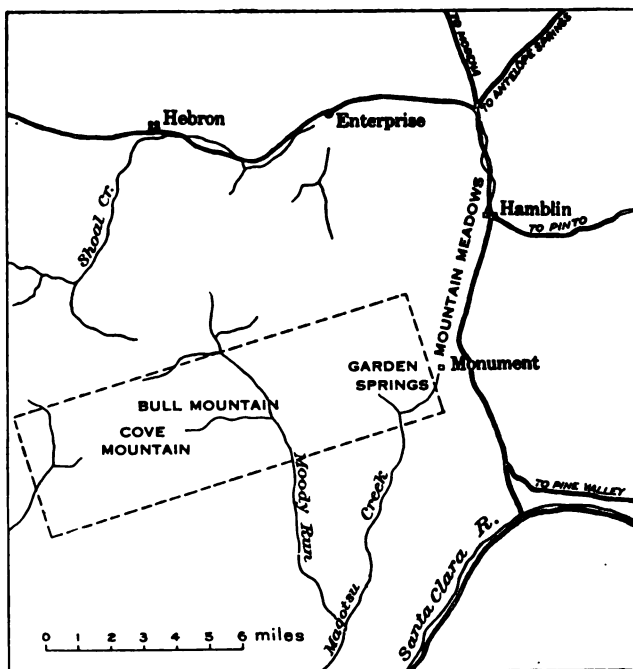 TO MODENA
TO ANTELOPE SPRINGS
Hebron
Enterprise
Shoal Cr.
MOUNTAIN MEADOWS
Hamblin
TO PINTO
GARDEN
SPRINGS
Monument
BULL MOUNTAIN
COVE
MOUNTAIN
Moody Run
Creek
Magotsu
TO PINE VALLEY
Santa Clara R.
0 1 2 3 4 5 6 miles